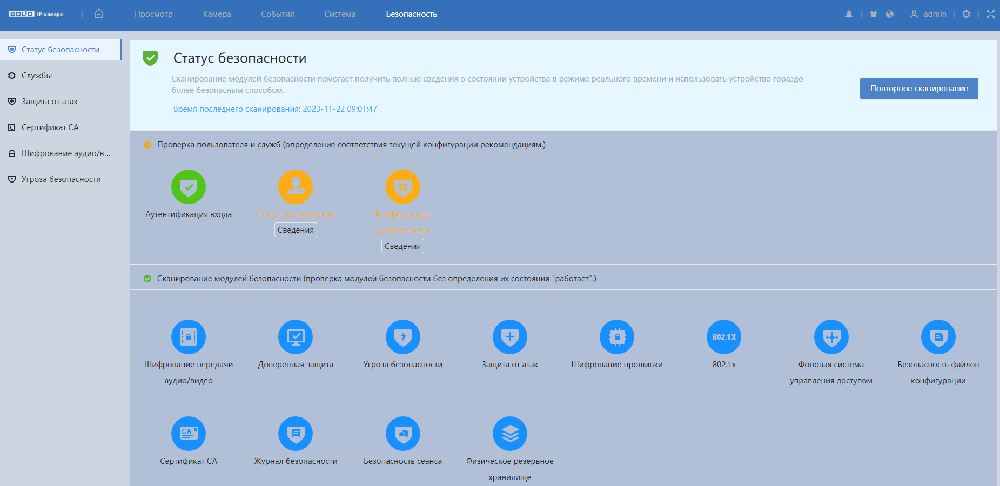 BOLID IP-камера
Просмотр
Камера
События
Система
Безопасность
admin
Статус безопасности
Службы
Защита от атак
Сертификат CA
Шифрование аудио/в...
Угроза безопасности
Статус безопасности
Сканирование модулей безопасности помогает получить полные сведения о состоянии устройства в режиме реального времени и использовать устройство гораздо
более безопасным способом.
Время последнего сканирования: 2023-11-22 09:01:47
Повторное сканирование
Проверка пользователя и служб (определение соответствия текущей конфигурации рекомендациям.)
Аутентификация входа
Статус пользователя
Сведения
Конфигурация
безопасности
Сведения
Сканирование модулей безопасности (проверка модулей безопасности без определения их состояния "работает".)
Шифрование передачи
аудио/видео
Доверенная защита
Угроза безопасности
Защита от атак
Шифрование прошивки
802.1X
802.1x
Фоновая система
управления доступом
Безопасность файлов
конфигурации
CA
Сертификат CA
Журнал безопасности
Безопасность сеанса
Физическое резервное
хранилище